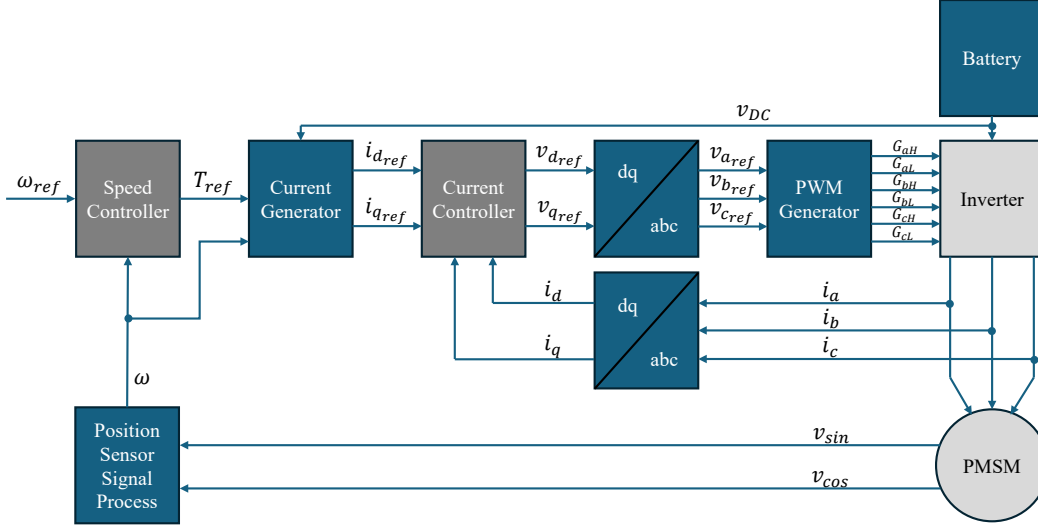 Battery
v_DC
ω_ref
Speed
Controller
T_ref
Current
Generator
i_d_ref
i_q_ref
Current
Controller
v_d_ref
v_q_ref
dq
abc
v_a_ref
v_b_ref
v_c_ref
PWM
Generator
G_aH
G_aL
G_bH
G_bL
G_cH
G_cL
Inverter
i_d
i_q
dq
abc
i_a
i_b
i_c
ω
Position
Sensor
Signal
Process
v_sin
v_cos
PMSM